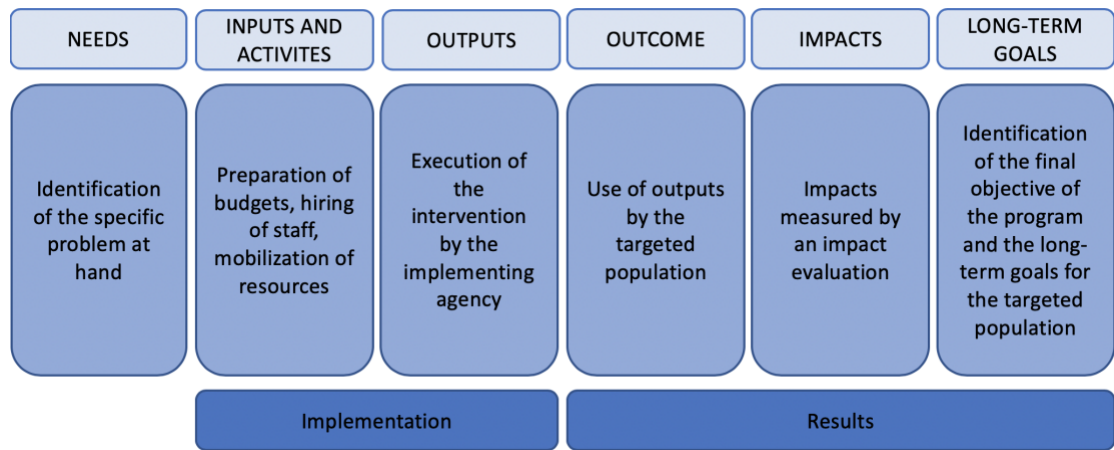 NEEDS
INPUTS AND
ACTIVITES
OUTPUTS
OUTCOME
IMPACTS
LONG-TERM
GOALS
Identification
of the specific
problem at
hand
Preparation of
budgets, hiring
of staff,
mobilization of
resources
Execution of
the
intervention
by the
implementing
agency
Use of outputs
by the
targeted
population
Impacts
measured by
an impact
evaluation
Identification
of the final
objective of
the program
and the long-
term goals for
the targeted
population
Implementation
Results